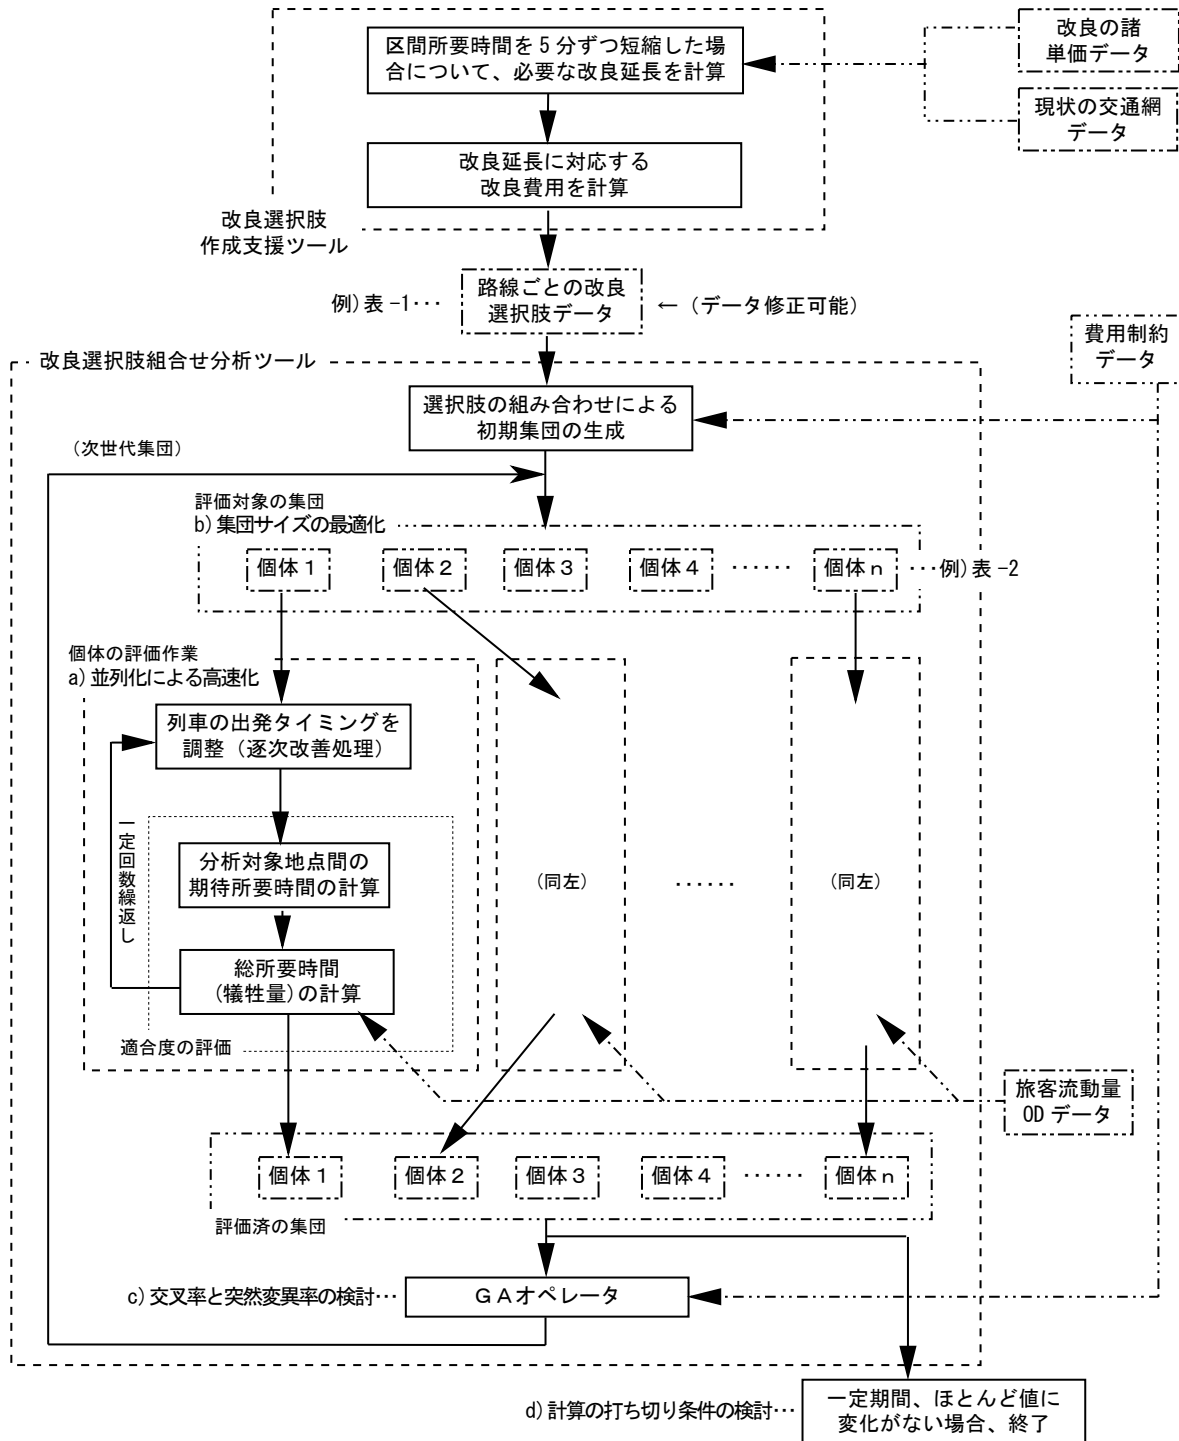 区間所要時間を5分ずつ短縮した場
合について、必要な改良延長を計算
改良の諸
単価データ
現状の交通網
データ
改良延長に対応する
改良費用を計算
改良選択肢
作成支援ツール
例)表-1･･･
路線ごとの改良
選択肢データ
←（データ修正可能）
費用制約
データ
改良選択肢組合せ分析ツール
選択肢の組み合わせによる
初期集団の生成
（次世代集団）
評価対象の集団
b)集団サイズの最適化
個体１
個体２
個体３
個体４
‥‥‥
個体ｎ
･･･例)表-2
個体の評価作業
a)並列化による高速化
列車の出発タイミングを
調整（逐次改善処理）
一定回数繰返し
分析対象地点間の
期待所要時間の計算
（同左）
‥‥‥
（同左）
総所要時間
(犠牲量)の計算
適合度の評価
旅客流動量
ODデータ
個体１
個体２
個体３
個体４
‥‥‥
個体ｎ
評価済の集団
c)交叉率と突然変異率の検討･･･
ＧＡオペレータ
d)計算の打ち切り条件の検討･･･
一定期間、ほとんど値に
変化がない場合、終了